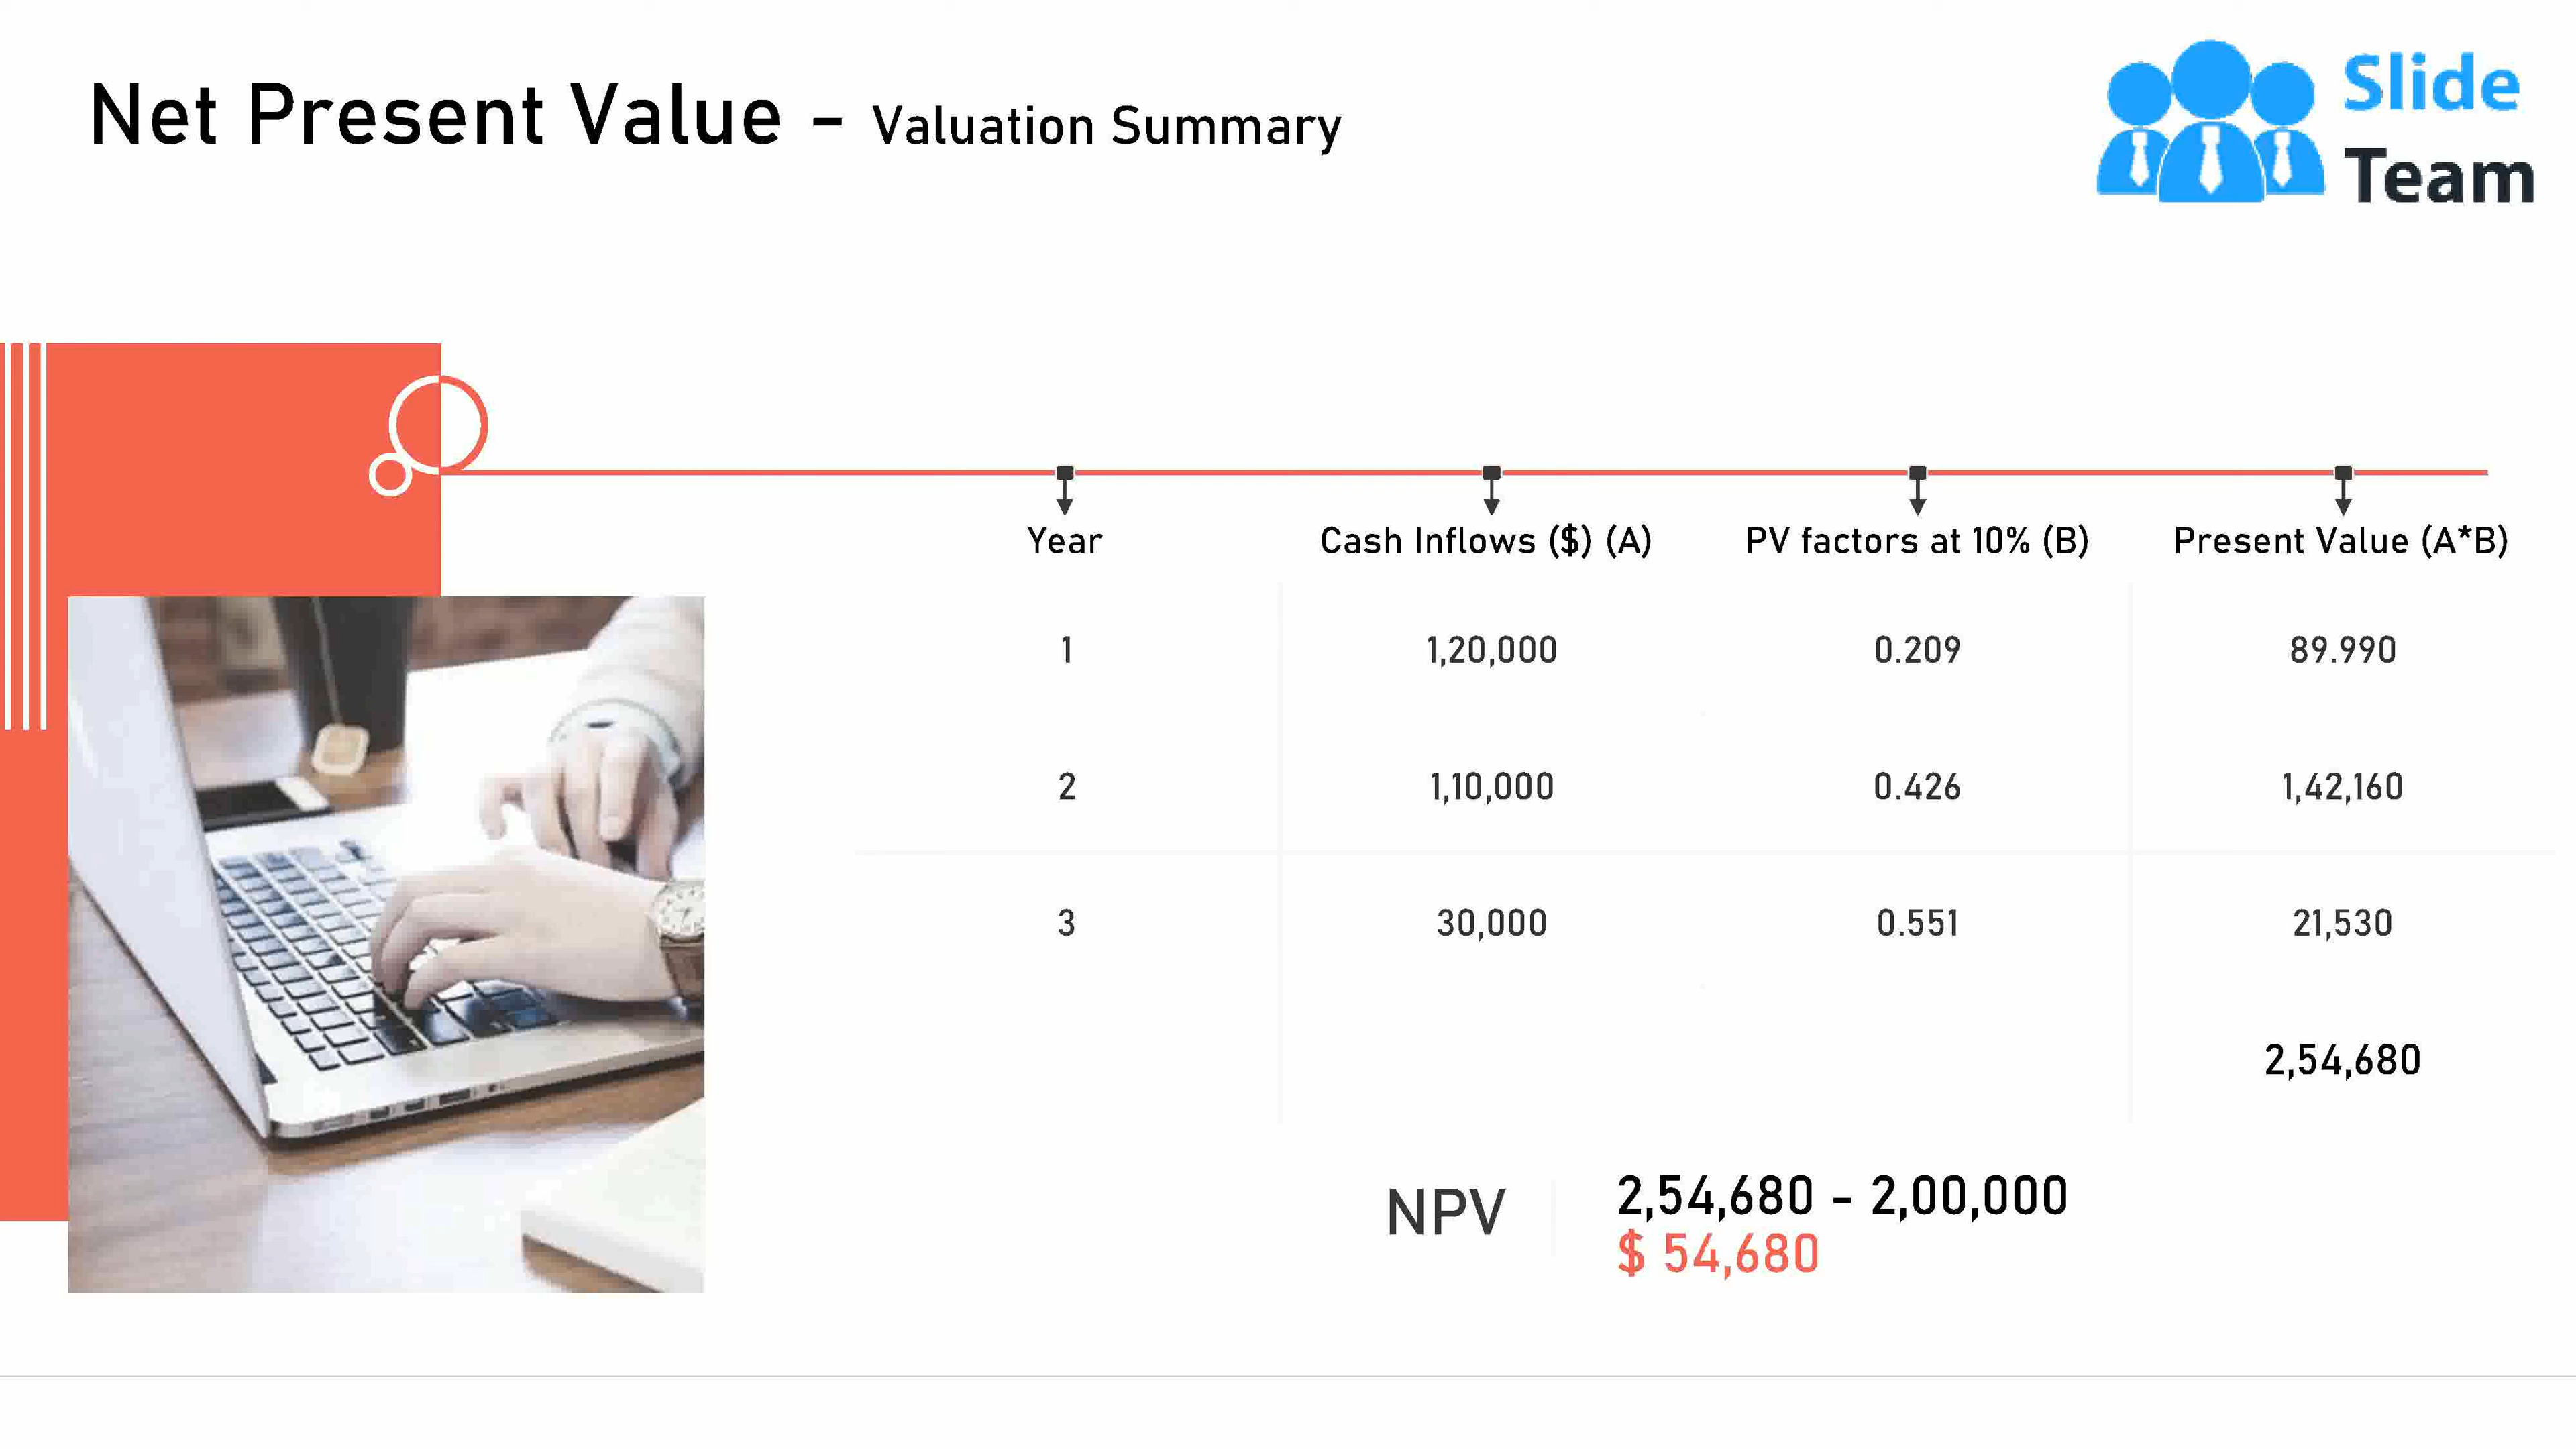 Net Present Value - Valuation Summary
Slide
Team
Year Cash Inflows ($) (A) PV factors at 10% (B) Present Value (A*B)
1 1,20,000 0.209 89.990
2 1,10,000 0.426 1,42,160
3 30,000 0.551 21,530
2,54,680
NPV 2,54,680 - 2,00,000
$ 54,680